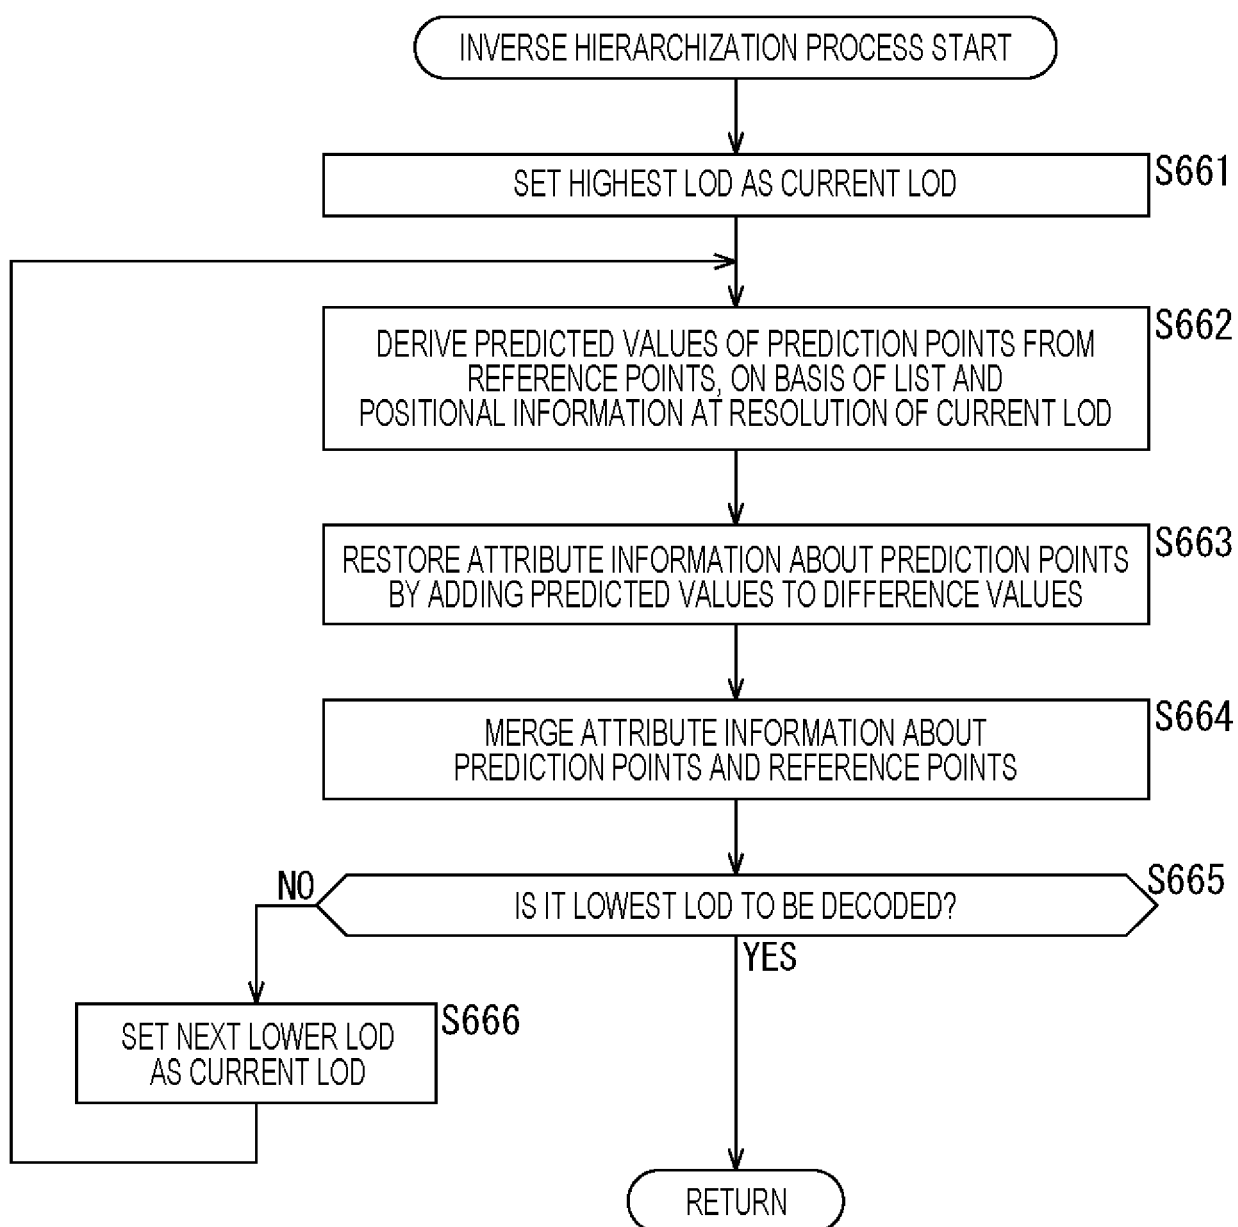 INVERSE HIERARCHIZATION PROCESS START
SET HIGHEST LOD AS CURRENT LOD
S661
DERIVE PREDICTED VALUES OF PREDICTION POINTS FROM
REFERENCE POINTS, ON BASIS OF LIST AND
POSITIONAL INFORMATION AT RESOLUTION OF CURRENT LOD
S662
RESTORE ATTRIBUTE INFORMATION ABOUT PREDICTION POINTS
BY ADDING PREDICTED VALUES TO DIFFERENCE VALUES
S663
MERGE ATTRIBUTE INFORMATION ABOUT
PREDICTION POINTS AND REFERENCE POINTS
S664
IS IT LOWEST LOD TO BE DECODED?
S665
NO
YES
SET NEXT LOWER LOD
AS CURRENT LOD
S666
RETURN